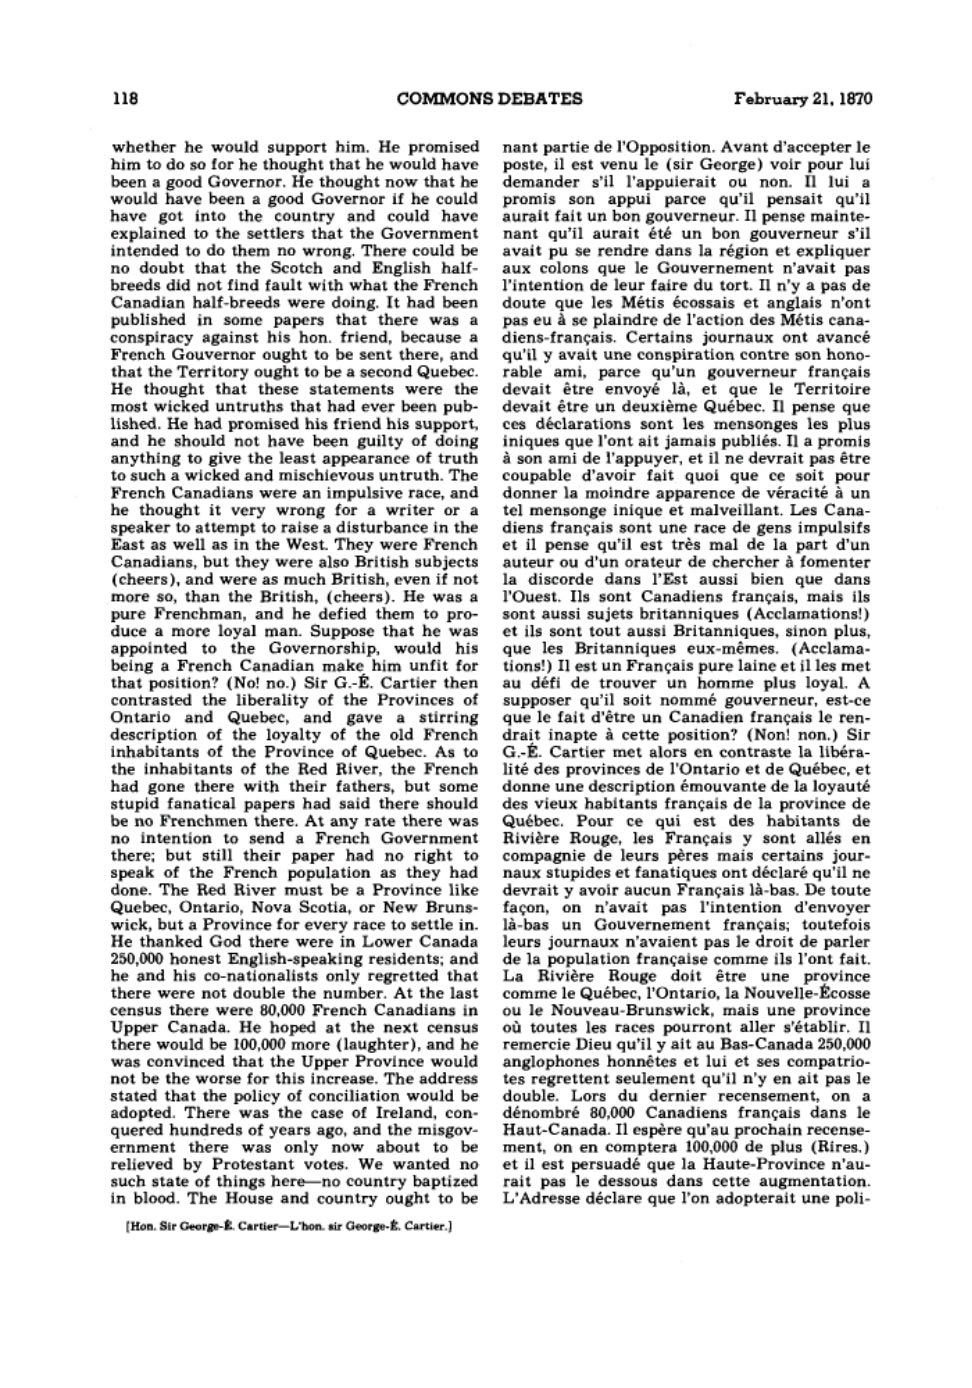 118
COMMONS DEBATES
February 21, 1870
whether he would support him. He promised
him to do so for he thought that he would have
been a good Governor. He thought now that he
would have been a good Governor if he could
have got into the country and could have
explained to the settlers that the Government
intended to do them no wrong. There could be
no doubt that the Scotch and English half-
breeds did not find fault with what the French
Canadian half-breeds were doing. It had been
published in some papers that there was a
conspiracy against his hon. friend, because a
French Gouvernor ought to be sent there, and
that the Territory ought to be a second Quebec.
He thought that these statements were the
most wicked untruths that had ever been pub-
lished. He had promised his friend his support,
and he should not have been guilty of doing
anything to give the least appearance of truth
to such a wicked and mischievous untruth. The
French Canadians were an impulsive race, and
he thought it very wrong for a writer or a
speaker to attempt to raise a disturbance in the
East as well as in the West. They were French
Canadians, but they were also British subjects
(cheers), and were as much British, even if not
more so, than the British, (cheers). He was a
pure Frenchman, and he defied them to pro-
duce a more loyal man. Suppose that he was
appointed to the Governorship, would his
being a French Canadian make him unfit for
that position? (No! no.) Sir G.-É. Cartier then
contrasted the liberality of the Provinces of
Ontario and Quebec, and gave a stirring
description of the loyalty of the old French
inhabitants of the Province of Quebec. As to
the inhabitants of the Red River, the French
had gone there with their fathers, but some
stupid fanatical papers had said there should
be no Frenchmen there. At any rate there was
no intention to send a French Government
there; but still their paper had no right to
speak of the French population as they had
done. The Red River must be a Province like
Quebec, Ontario, Nova Scotia, or New Bruns-
wick, but a Province for every race to settle in.
He thanked God there were in Lower Canada
250,000 honest English-speaking residents; and
he and his co-nationalists only regretted that
there were not double the number. At the last
census there were 80,000 French Canadians in
Upper Canada. He hoped at the next census
there would be 100,000 more (laughter), and he
was convinced that the Upper Province would
not be the worse for this increase. The address
stated that the policy of conciliation would be
adopted. There was the case of Ireland, con-
quered hundreds of years ago, and the misgov-
ernment there was only now about to be
relieved by Protestant votes. We wanted no
such state of things here—no country baptized
in blood. The House and country ought to be
nant partie de l'Opposition. Avant d'accepter le
poste, il est venu le (sir George) voir pour lui
demander s'il l'appuierait ou non. Il lui a
promis son appui parce qu'il pensait qu'il
aurait fait un bon gouverneur. Il pense mainte-
nant qu'il aurait été un bon gouverneur s'il
avait pu se rendre dans la région et expliquer
aux colons que le Gouvernement n'avait pas
l'intention de leur faire du tort. Il n'y a pas de
doute que les Métis écossais et anglais n'ont
pas eu à se plaindre de l'action des Métis cana-
diens-français. Certains journaux ont avancé
qu'il y avait une conspiration contre son hono-
rable ami, parce qu'un gouverneur français
devait être envoyé là, et que le Territoire
devait être un deuxième Québec. Il pense que
ces déclarations sont les mensonges les plus
iniques que l'ont ait jamais publiés. Il a promis
à son ami de l'appuyer, et il ne devrait pas être
coupable d'avoir fait quoi que ce soit pour
donner la moindre apparence de véracité à un
tel mensonge inique et malveillant. Les Cana-
diens français sont une race de gens impulsifs
et il pense qu'il est très mal de la part d'un
auteur ou d'un orateur de chercher à fomenter
la discorde dans l'Est aussi bien que dans
l'Ouest. Ils sont Canadiens français, mais ils
sont aussi sujets britanniques (Acclamations!)
et ils sont tout aussi Britanniques, sinon plus,
que les Britanniques eux-mêmes. (Acclama-
tions!) Il est un Français pure laine et il les met
au défi de trouver un homme plus loyal. A
supposer qu'il soit nommé gouverneur, est-ce
que le fait d'être un Canadien français le ren-
drait inapte à cette position? (Non! non.) Sir
G.-É. Cartier met alors en contraste la libéra-
lité des provinces de l'Ontario et de Québec, et
donne une description émouvante de la loyauté
des vieux habitants français de la province de
Québec. Pour ce qui est des habitants de
Rivière Rouge, les Français y sont allés en
compagnie de leurs pères mais certains jour-
naux stupides et fanatiques ont déclaré qu'il ne
devrait y avoir aucun Français là-bas. De toute
façon, on n'avait pas l'intention d'envoyer
là-bas un Gouvernement français; toutefois
leurs journaux n'avaient pas le droit de parler
de la population française comme ils l'ont fait.
La Rivière Rouge doit être une province
comme le Québec, l'Ontario, la Nouvelle-Écosse
ou le Nouveau-Brunswick, mais une province
où toutes les races pourront aller s'établir. Il
remercie Dieu qu'il y ait au Bas-Canada 250,000
anglophones honnêtes et lui et ses compatrio-
tes regrettent seulement qu'il n'y en ait pas le
double. Lors du dernier recensement, on a
dénombré 80,000 Canadiens français dans le
Haut-Canada. Il espère qu'au prochain recense-
ment, on en comptera 100,000 de plus (Rires.)
et il est persuadé que la Haute-Province n'au-
rait pas le dessous dans cette augmentation.
L'Adresse déclare que l'on adopterait une poli-
[Hon. Sir George-É. Cartier—L'hon. sir George-É. Cartier.]